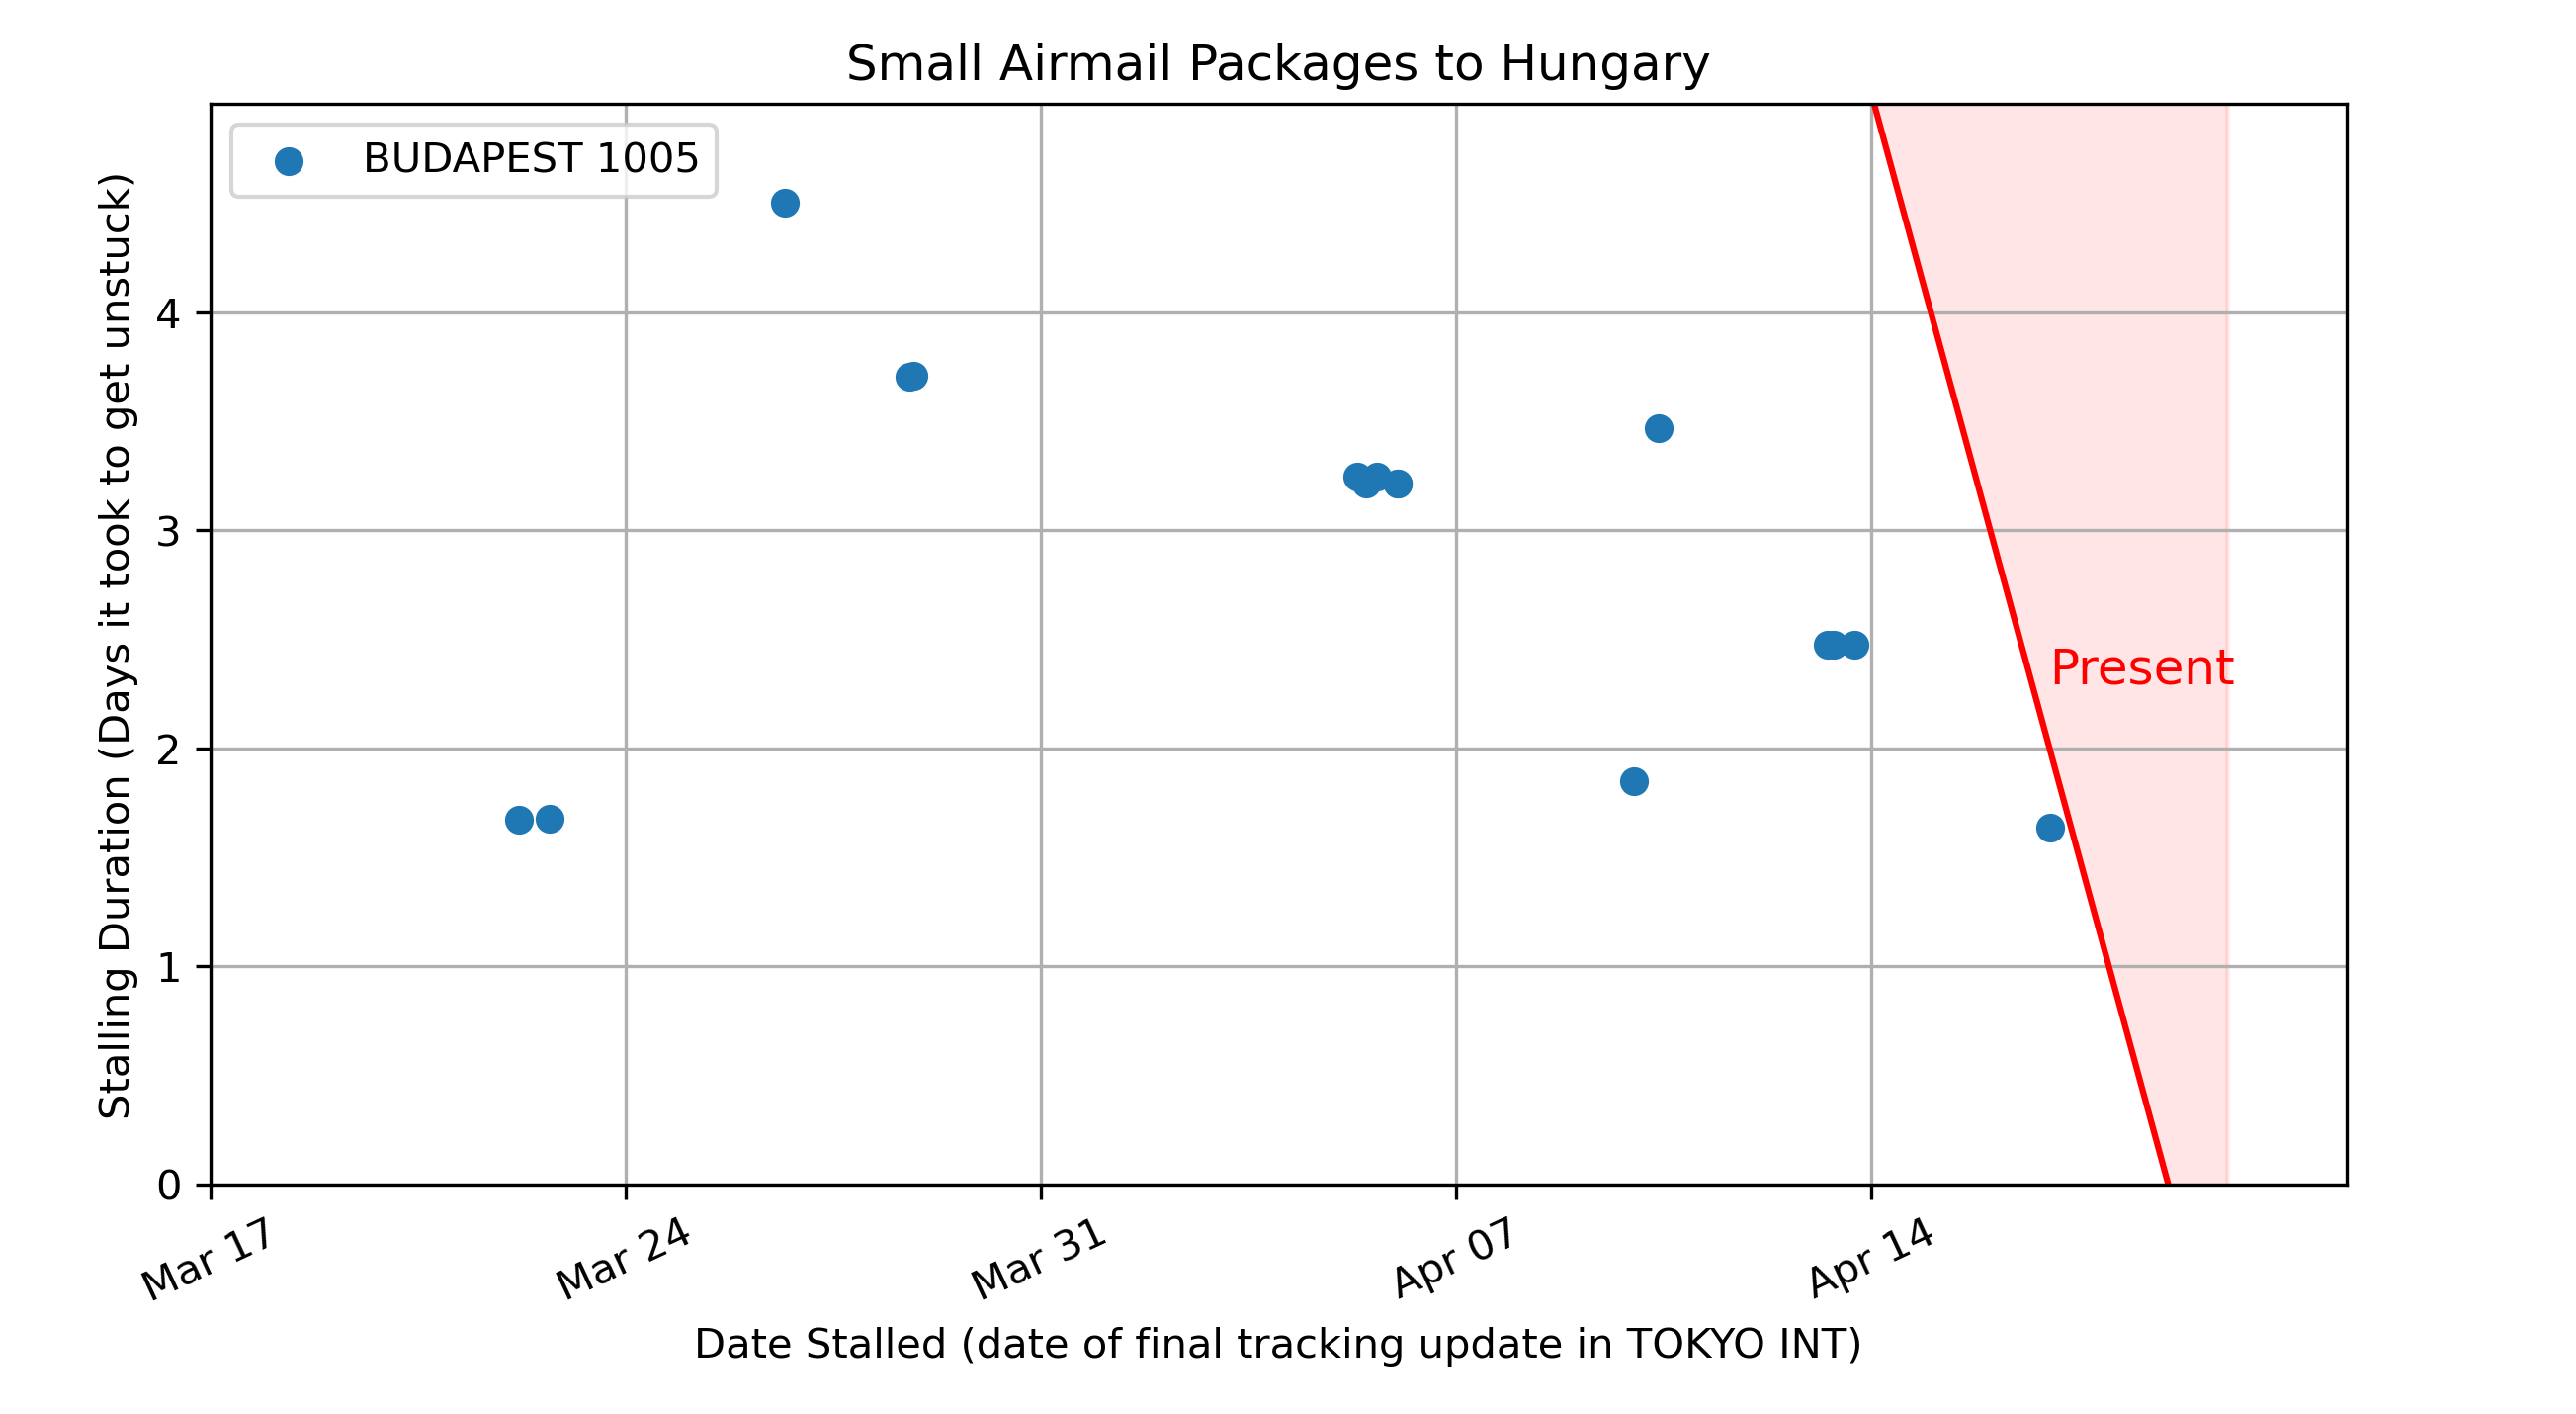 Small Airmail Packages to Hungary
BUDAPEST 1005
Stalling Duration (Days it took to get unstuck)
4
3
2
1
0
Present
Mar 17
Mar 24
Mar 31
Apr 07
Apr 14
Date Stalled (date of final tracking update in TOKYO INT)